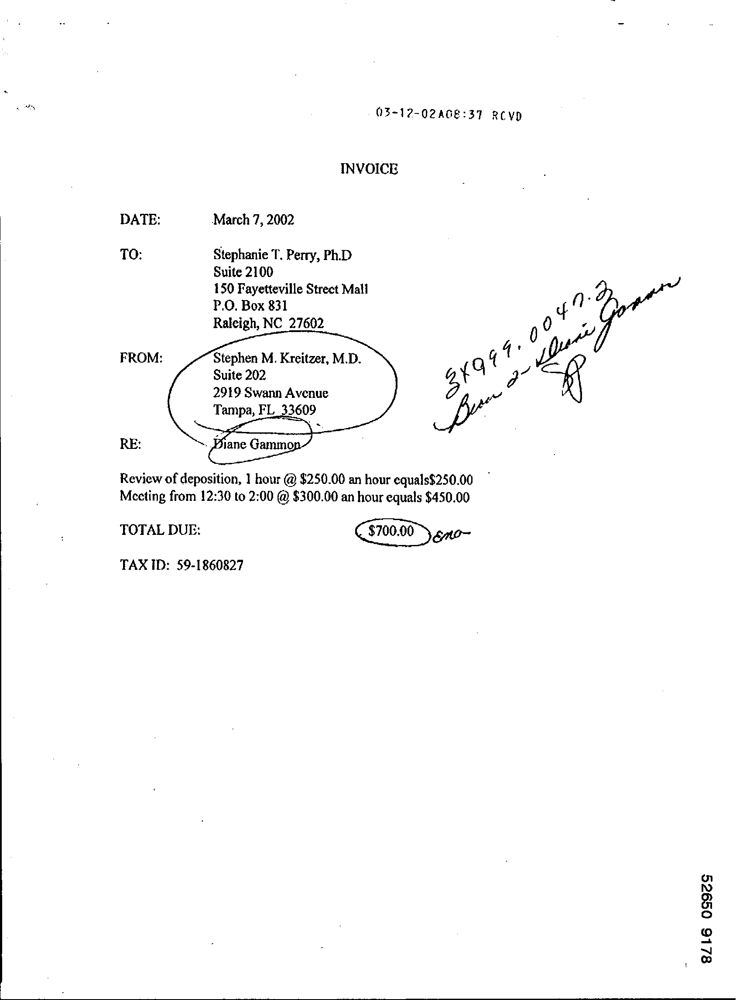 03-12-02A08:37 RCVD
INVOICE
DATE: March 7, 2002
TO: Stephanie T. Perry, Ph.D
Suite 2100
150 Fayetteville Street Mall
P.O. Box 831
Raleigh, NC 27602
FROM: Stephen M. Kreitzer, M.D.
Suite 202
2919 Swann Avenue
Tampa, FL 33609
RE: Diane Gammon
Review of deposition, 1 hour @ $250.00 an hour equals$250.00
Meeting from 12:30 to 2:00 @ $300.00 an hour equals $450.00
TOTAL DUE: $700.00
TAX ID: 59-1860827
999.0047.2
Diane Gammon
52650 9178